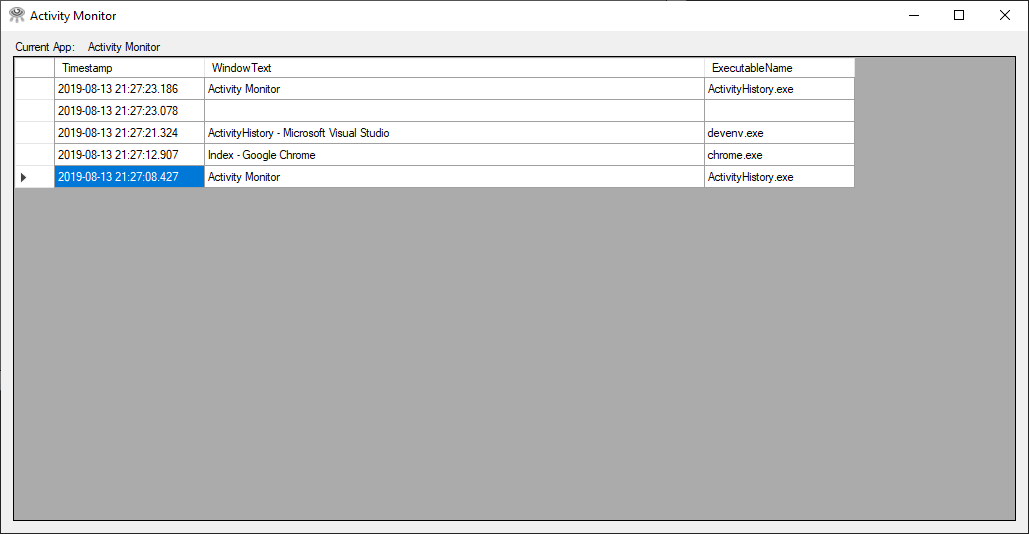 Activity Monitor
Current App: Activity Monitor
Timestamp WindowText ExecutableName
2019-08-13 21:27:23.186 Activity Monitor ActivityHistory.exe
2019-08-13 21:27:23.078
2019-08-13 21:27:21.324 ActivityHistory - Microsoft Visual Studio devenv.exe
2019-08-13 21:27:12.907 Index - Google Chrome chrome.exe
2019-08-13 21:27:08.427 Activity Monitor ActivityHistory.exe